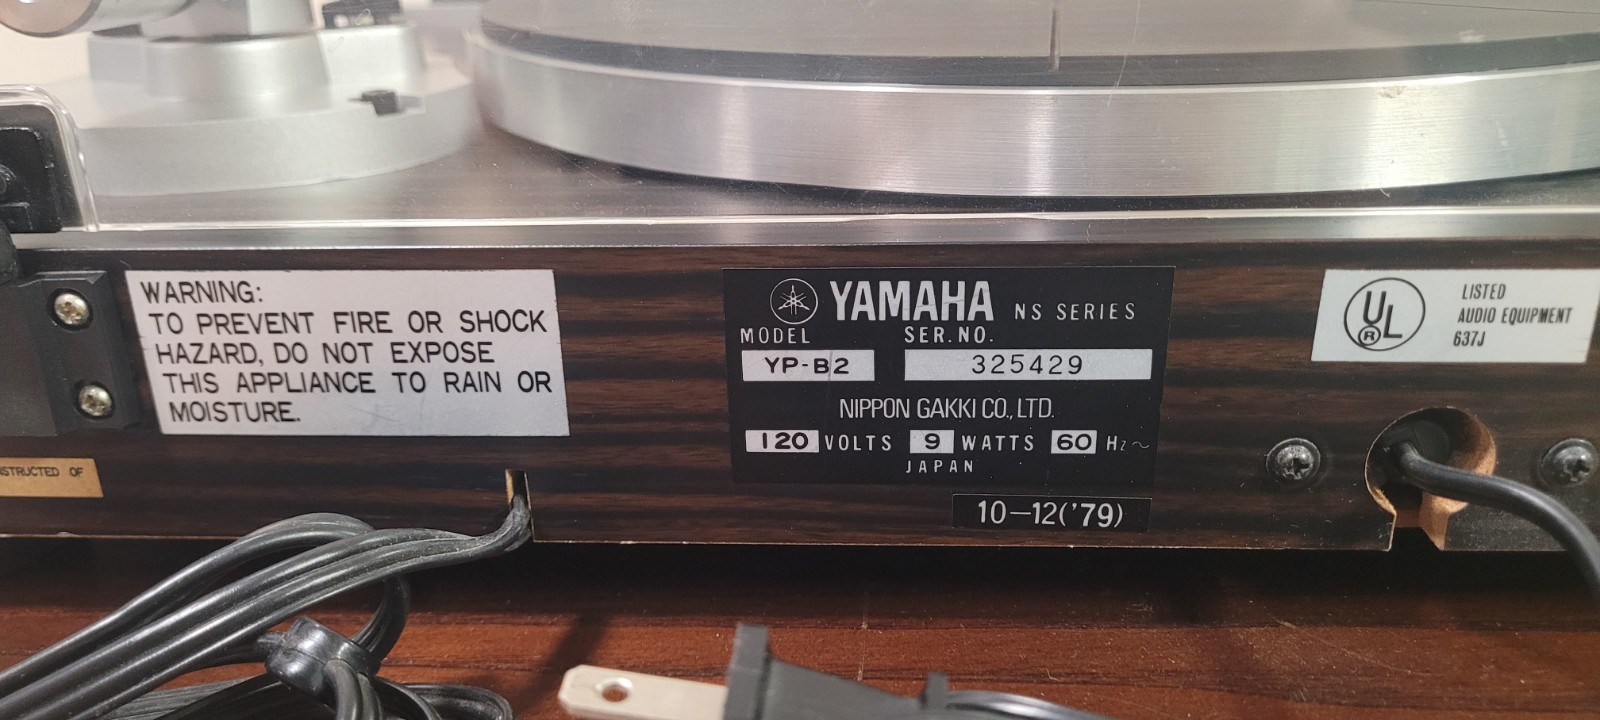 WARNING:
TO PREVENT FIRE OR SHOCK
HAZARD, DO NOT EXPOSE
THIS APPLIANCE TO RAIN OR
MOISTURE.
OF
YAMAHA NS SERIES
MODEL SER.NO.
YP-B2 325429
NIPPON GAKKI CO., LTD.
120 VOLTS 9 WATTS 60 Hz~
JAPAN
10-12('79)
UL ®
LISTED
AUDIO EQUIPMENT
637J